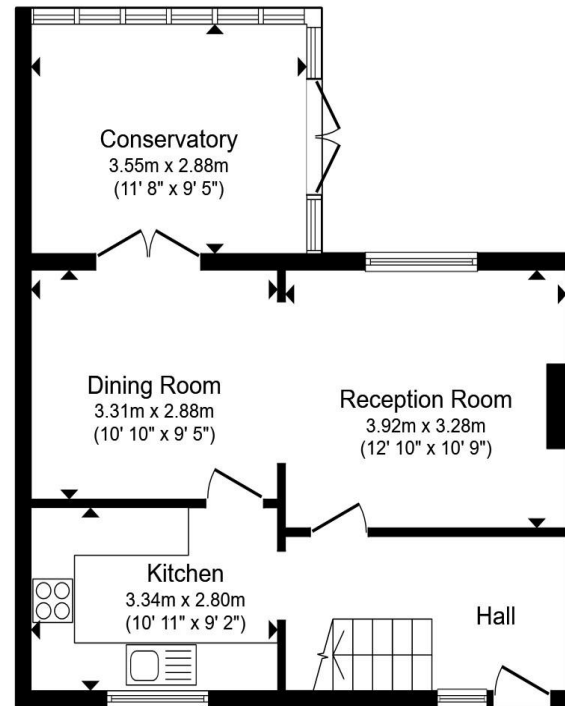 Conservatory
3.55m x 2.88m
(11' 8" x 9' 5")
Dining Room
3.31m x 2.88m
(10' 10" x 9' 5")
Reception Room
3.92m x 3.28m
(12' 10" x 10' 9")
Kitchen
3.34m x 2.80m
(10' 11" x 9' 2")
Hall